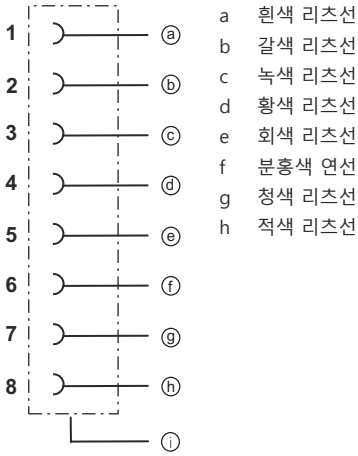 1 ⓐ
2 ⓑ
3 ⓒ
4 ⓓ
5 ⓔ
6 ⓕ
7 ⓖ
8 ⓗ
ⓘ
a 흰색 리츠선
b 갈색 리츠선
c 녹색 리츠선
d 황색 리츠선
e 회색 리츠선
f 분홍색 연선
g 청색 리츠선
h 적색 리츠선